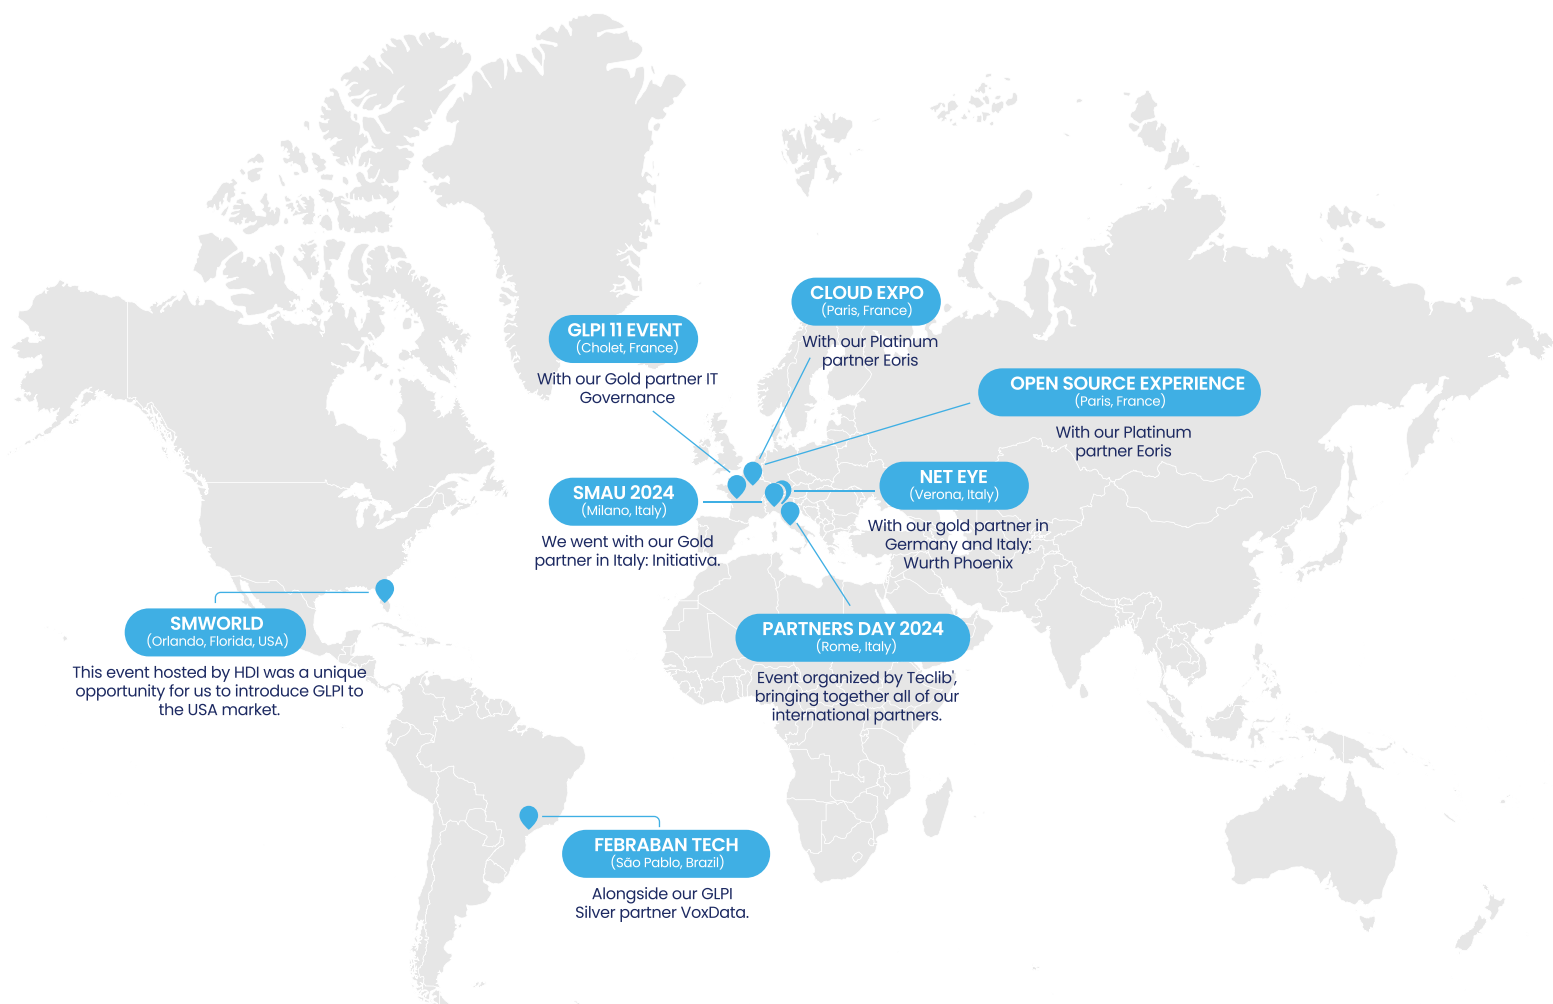 CLOUD EXPO
(Paris, France)
With our Platinum
partner Eoris
GLPI 11 EVENT
(Cholet, France)
With our Gold partner IT
Governance
OPEN SOURCE EXPERIENCE
(Paris, France)
With our Platinum
partner Eoris
SMAU 2024
(Milano, Italy)
We went with our Gold
partner in Italy: Initiativa.
NET EYE
(Verona, Italy)
With our gold partner in
Germany and Italy:
Wurth Phoenix
SMWORLD
(Orlando, Florida, USA)
This event hosted by HDI was a unique
opportunity for us to introduce GLPI to
the USA market.
PARTNERS DAY 2024
(Rome, Italy)
Event organized by Teclib',
bringing together all of our
international partners.
FEBRABAN TECH
(São Pablo, Brazil)
Alongside our GLPI
Silver partner VoxData.